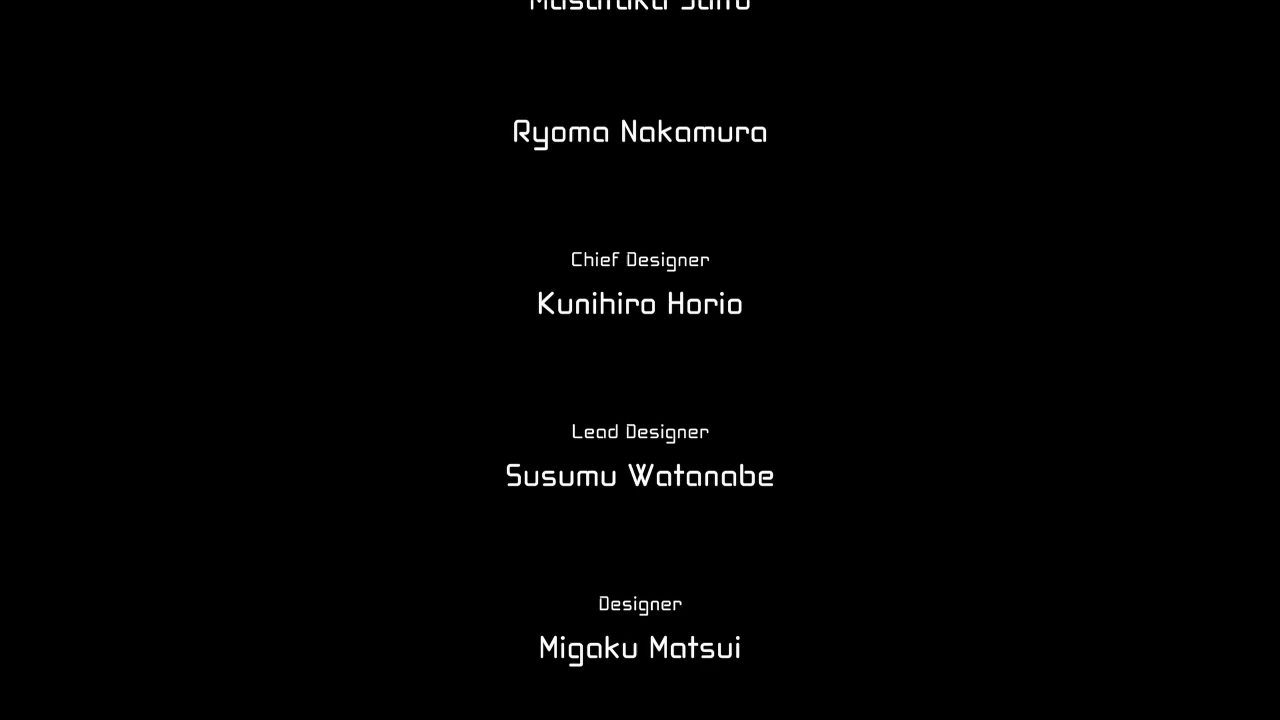 Ryoma Nakamura
Chief Designer
Kunihiro Horio
Lead Designer
Susumu Watanabe
Designer
Migaku Matsui